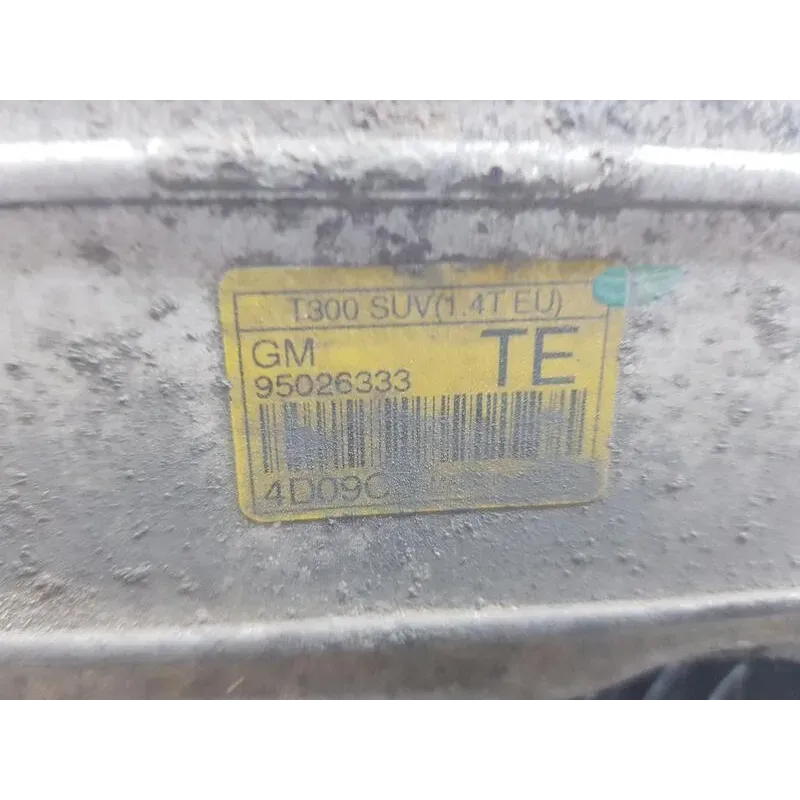 T300 SUV(1.4T EU)
GM TE
95026333
4D09C